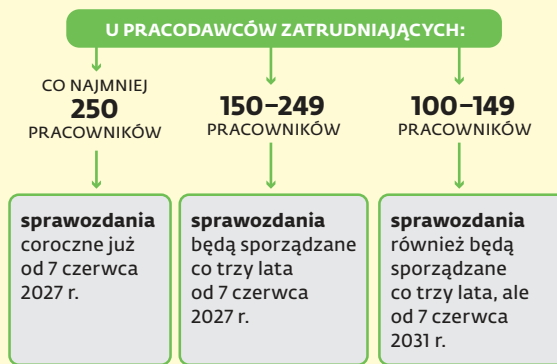 U PRACODAWCÓW ZATRUDNIAJĄCYCH:
CO NAJMNIEJ
250
PRACOWNIKÓW
150–249
PRACOWNIKÓW
100–149
PRACOWNIKÓW
sprawozdania
coroczne już
od 7 czerwca
2027 r.
sprawozdania
będą sporządzane
co trzy lata
od 7 czerwca
2027 r.
sprawozdania
również będą
sporządzane
co trzy lata, ale
od 7 czerwca
2031 r.